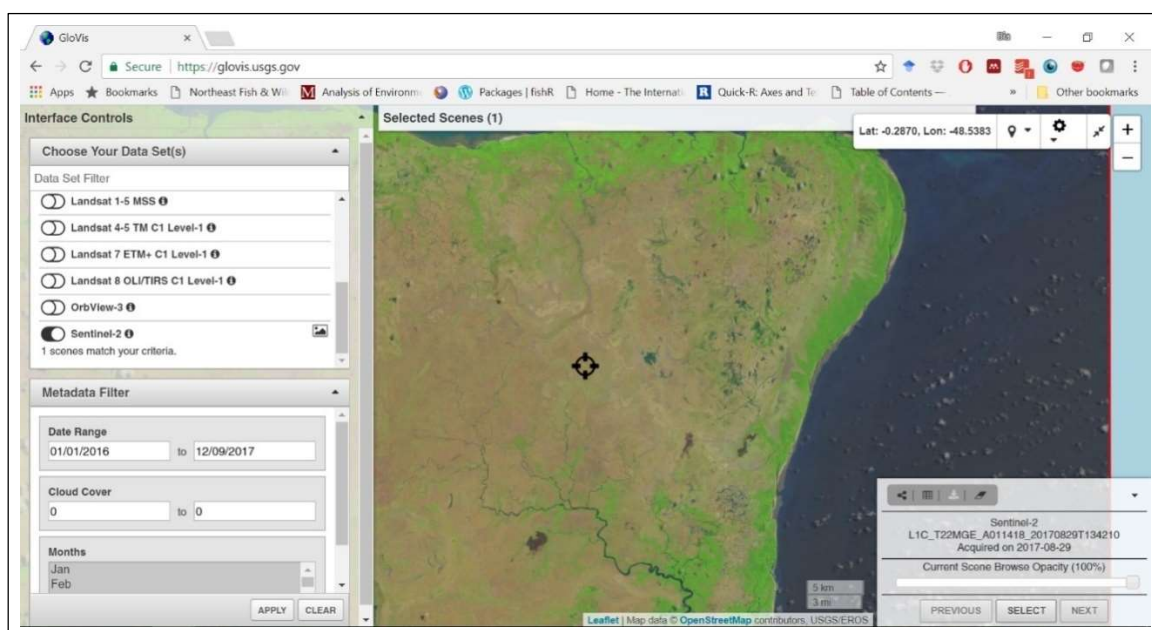 GloVis
Secure | https://glovis.usgs.gov
Apps Bookmarks Northeast Fish & Wil Analysis of Environm Packages | fishR Home - The Internati Quick-R: Axes and Te Table of Contents — » Other bookmarks
Interface Controls
Selected Scenes (1)
Lat: -0.2870, Lon: -48.5383
+
−
Choose Your Data Set(s)
Data Set Filter
Landsat 1-5 MSS
Landsat 4-5 TM C1 Level-1
Landsat 7 ETM+ C1 Level-1
Landsat 8 OLI/TIRS C1 Level-1
OrbView-3
Sentinel-2
1 scenes match your criteria.
Metadata Filter
Date Range
01/01/2016 to 12/09/2017
Cloud Cover
0 to 0
Months
Jan
Feb
APPLY CLEAR
Sentinel-2
L1C_T22MGE_A011418_20170829T134210
Acquired on 2017-08-29
Current Scene Browse Opacity (100%)
PREVIOUS SELECT NEXT
5 km
3 mi
Leaflet | Map data © OpenStreetMap contributors, USGS/EROS